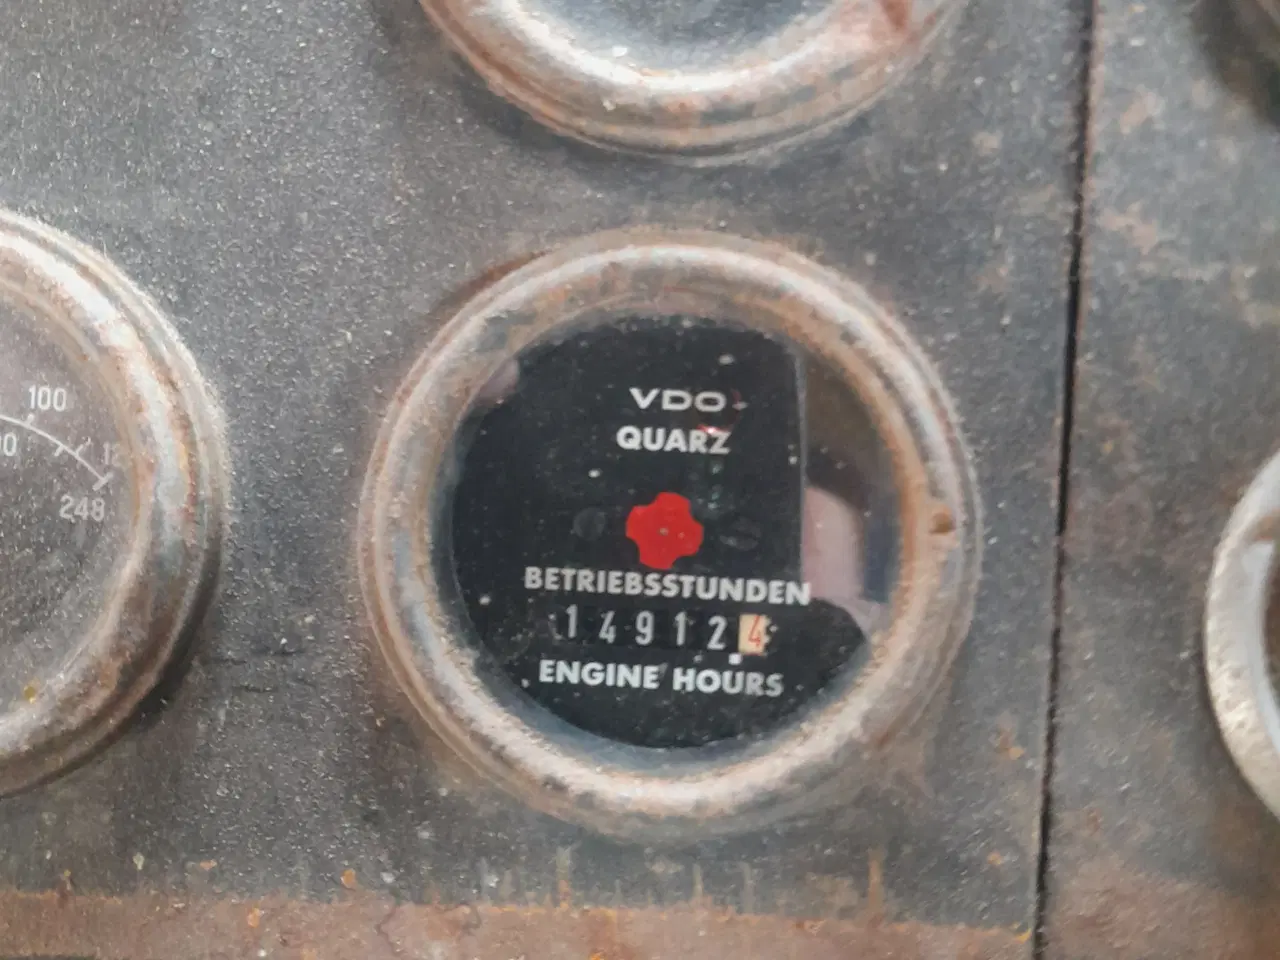 VDO
QUARZ
BETRIEBSSTUNDEN
149124
ENGINE HOURS
100
248